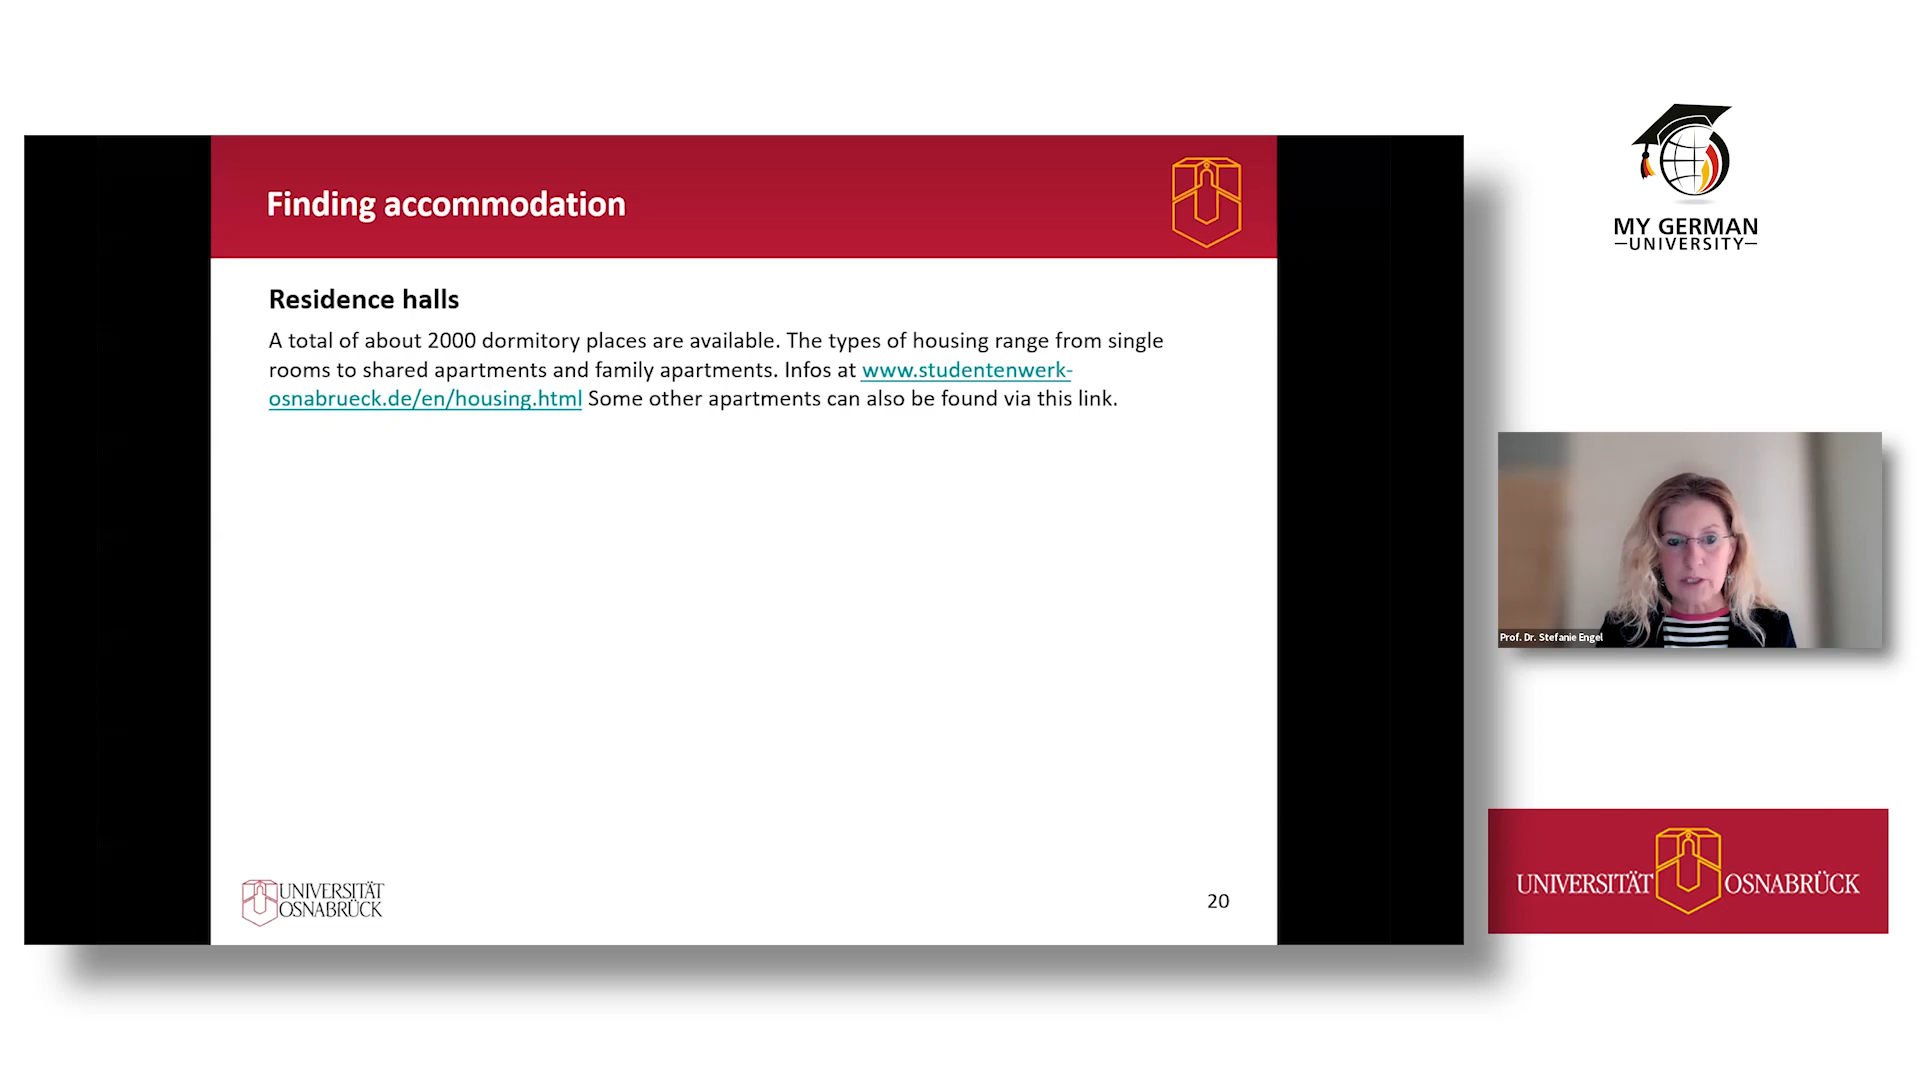 Finding accommodation
Residence halls
A total of about 2000 dormitory places are available. The types of housing range from single
rooms to shared apartments and family apartments. Infos at www.studentenwerk-
osnabrueck.de/en/housing.html Some other apartments can also be found via this link.
UNIVERSITÄT
OSNABRÜCK
20
MY GERMAN
UNIVERSITY
Prof. Dr. Stefanie Engel
UNIVERSITÄT OSNABRÜCK